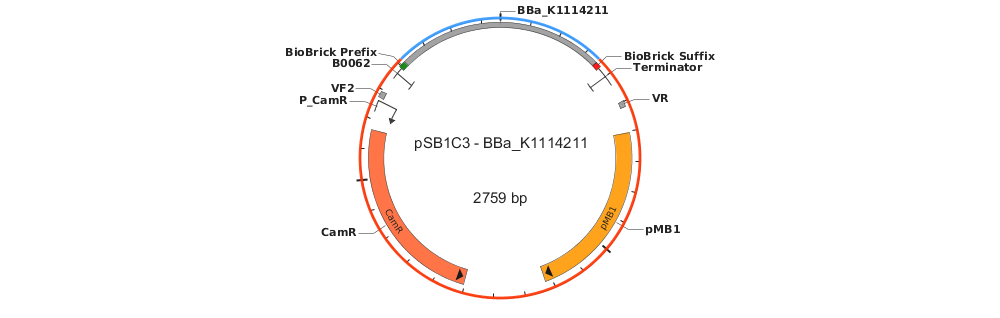 BBa_K1114211
BioBrick Prefix
B0062
BioBrick Suffix
Terminator
VF2
P_CamR
VR
pSB1C3 - BBa_K1114211
2759 bp
CamR
pMB1
CamR
pMB1